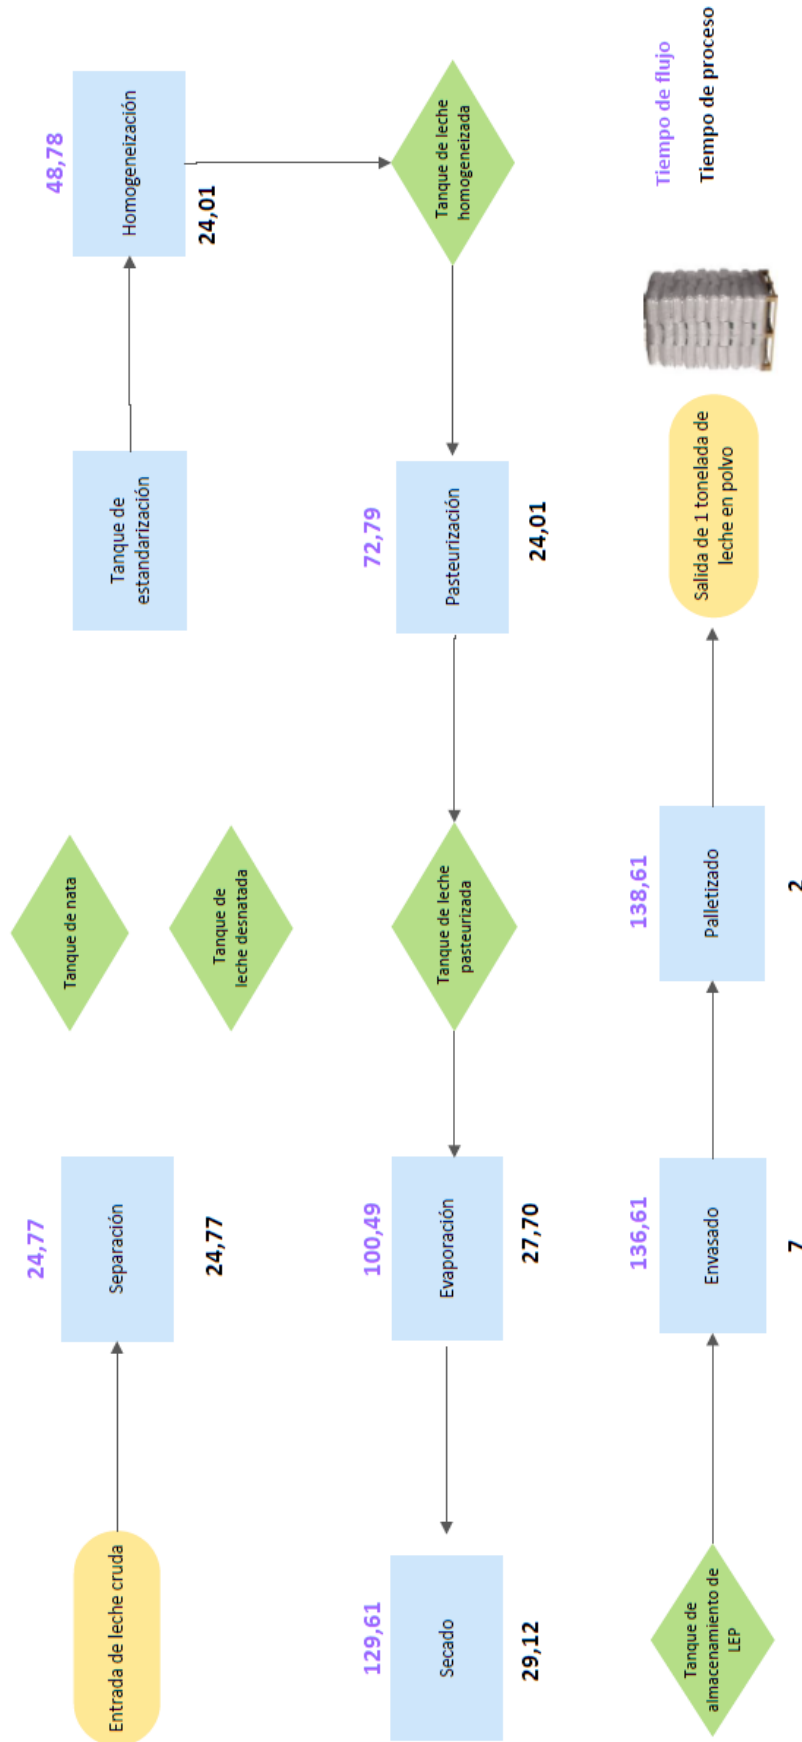 Entrada de leche cruda
24,77
Separación
24,77
Tanque de nata
Tanque de
leche desnatada
Tanque de
estandarización
48,78
Homogeneización
24,01
129,61
Secado
29,12
100,49
Evaporación
27,70
Tanque de leche
pasteurizada
72,79
Pasteurización
24,01
Tanque de leche
homogeneizada
Tanque de
almacenamiento de
LEP
136,61
Envasado
7
138,61
Palletizado
2
Salida de 1 tonelada de
leche en polvo
Tiempo de flujo
Tiempo de proceso